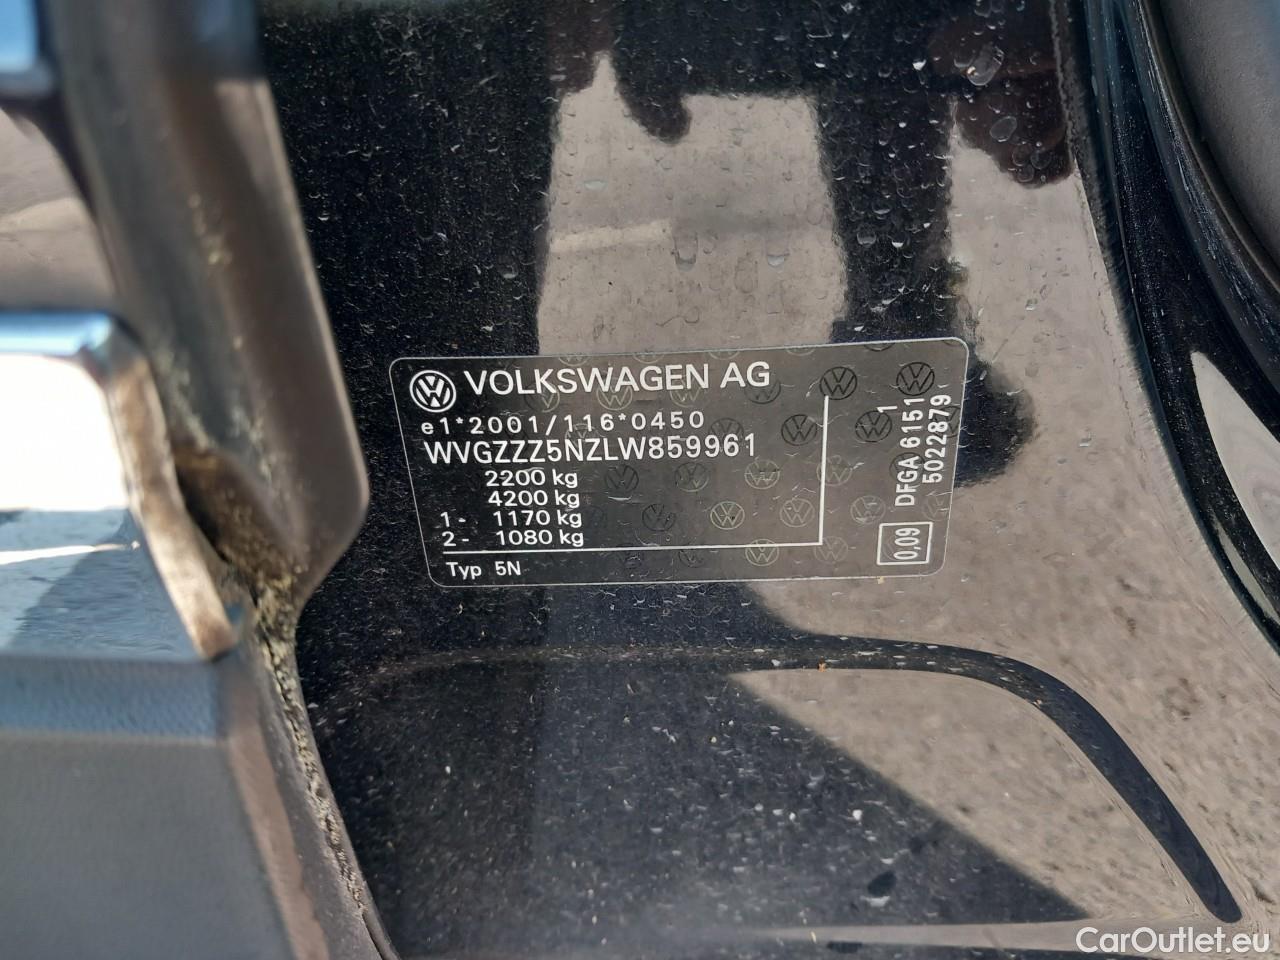 VOLKSWAGEN AG
e1*2001/116*0450
WVGZZZ5NZLW859961
2200 kg
4200 kg
1- 1170 kg
2- 1080 kg
Typ 5N
1
DFGA 6151
5022879
0,09
CarOutlet.eu